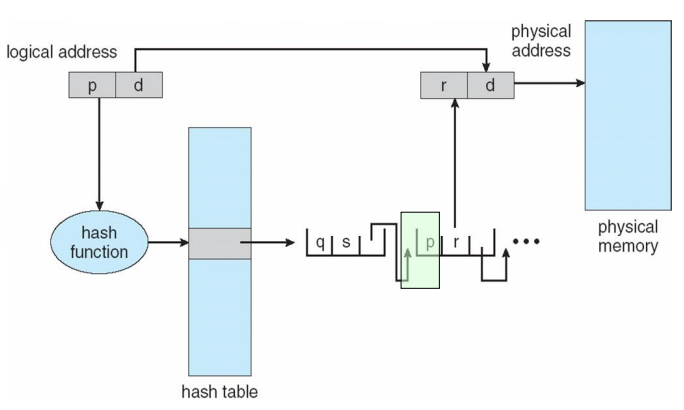 logical address
physical
address
p d
r d
hash
function
q s
p r
•••
physical
memory
hash table